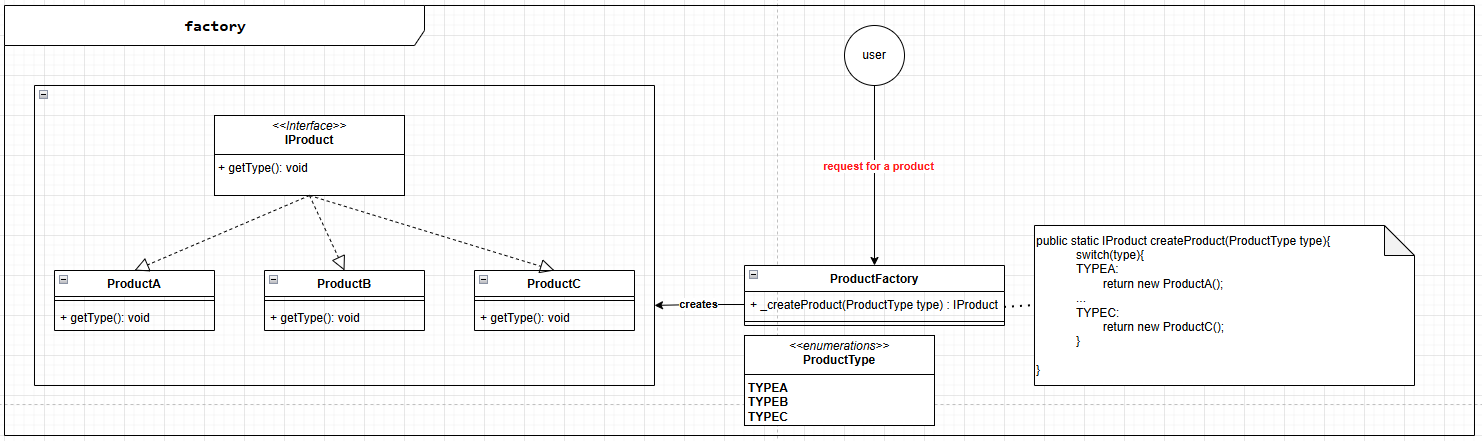 factory
user
<<Interface>>
IProduct
+ getType(): void
request for a product
ProductA
+ getType(): void
ProductB
+ getType(): void
ProductC
+ getType(): void
creates
ProductFactory
+ _createProduct(ProductType type) : IProduct
<<enumerations>>
ProductType
TYPEA
TYPEB
TYPEC
public static IProduct createProduct(ProductType type){
switch(type){
TYPEA:
return new ProductA();
...
TYPEC:
return new ProductC();
}
}